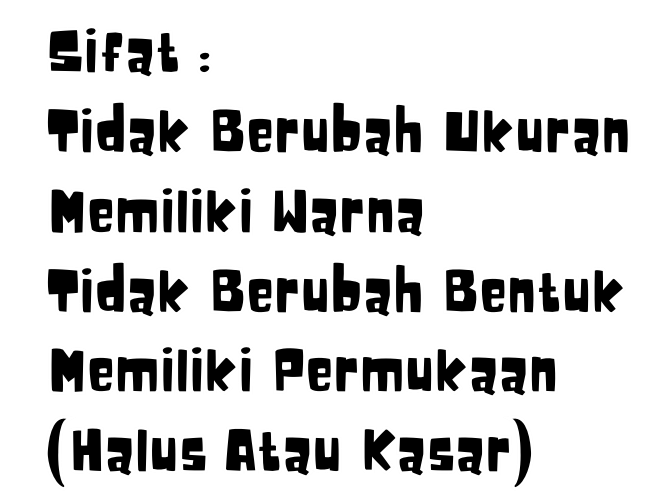 Sifat :
Tidak Berubah Ukuran
Memiliki Warna
Tidak Berubah Bentuk
Memiliki Permukaan
(Halus Atau Kasar)